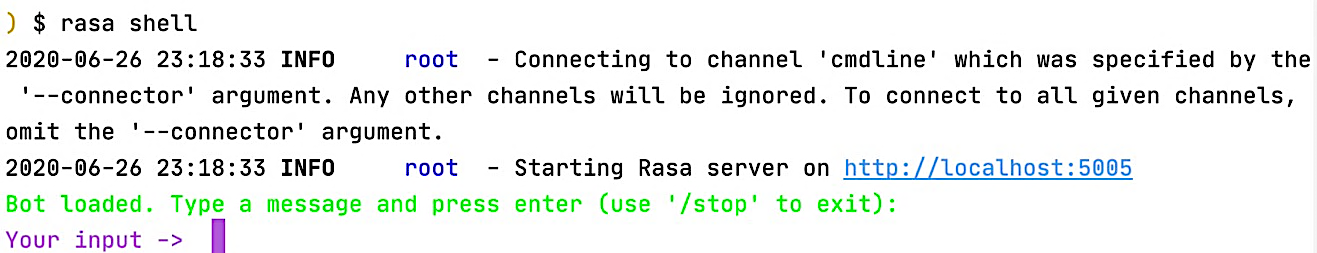 ) $ rasa shell
2020-06-26 23:18:33 INFO     root  - Connecting to channel 'cmdline' which was specified by the
 '--connector' argument. Any other channels will be ignored. To connect to all given channels,
omit the '--connector' argument.
2020-06-26 23:18:33 INFO     root  - Starting Rasa server on http://localhost:5005
Bot loaded. Type a message and press enter (use '/stop' to exit):
Your input ->